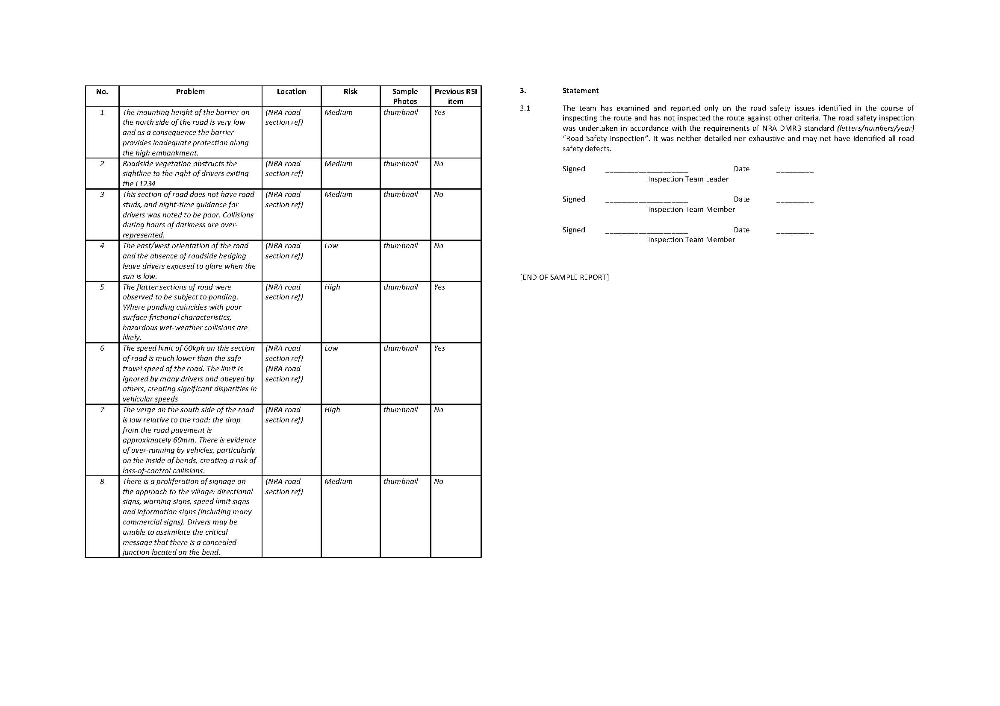 No. Problem Location Risk Sample Photos Previous RSI item
1 The mounting height of the barrier on (NRA road Medium thumbnail Yes
the north side of the road is very low section ref)
and as a consequence the barrier
provides inadequate protection along
the high embankment.
2 Roadside vegetation obstructs the (NRA road Medium thumbnail No
sightline to the right of drivers exiting section ref)
the L1234
3 This section of road does not have road (NRA road Medium thumbnail No
studs, and night-time guidance for section ref)
drivers was noted to be poor. Collisions
during hours of darkness are over-
represented.
4 The east/west orientation of the road (NRA road Low thumbnail No
and the absence of roadside hedging section ref)
leave drivers exposed to glare when the
sun is low.
5 The flatter sections of road were (NRA road High thumbnail Yes
observed to be subject to ponding. section ref)
Where ponding coincides with poor
surface frictional characteristics,
hazardous wet-weather collisions are
likely.
6 The speed limit of 60kph on this section (NRA road Low thumbnail Yes
of road is much lower than the safe section ref)
travel speed of the road. The limit is (NRA road
ignored by many drivers and obeyed by section ref)
others, creating significant disparities in
vehicular speeds
7 The verge on the south side of the road (NRA road High thumbnail No
is low relative to the road; the drop section ref)
from the road pavement is
approximately 60mm. There is evidence
of over-running by vehicles, particularly
on the inside of bends, creating a risk of
loss-of-control collisions.
8 There is a proliferation of signage on (NRA road Medium thumbnail No
the approach to the village: directional section ref)
signs, warning signs, speed limit signs
and information signs (including many
commercial signs). Drivers may be
unable to assimilate the critical
message that there is a concealed
junction located on the bend.
3. Statement
3.1 The team has examined and reported only on the road safety issues identified in the course of
inspecting the route and has not inspected the route against other criteria. The road safety inspection
was undertaken in accordance with the requirements of NRA DMRB standard (letters/numbers/year)
“Road Safety Inspection”. It was neither detailed nor exhaustive and may not have identified all road
safety defects.
Signed ____________________ Date _________
Inspection Team Leader
Signed ____________________ Date _________
Inspection Team Member
Signed ____________________ Date _________
Inspection Team Member
[END OF SAMPLE REPORT]